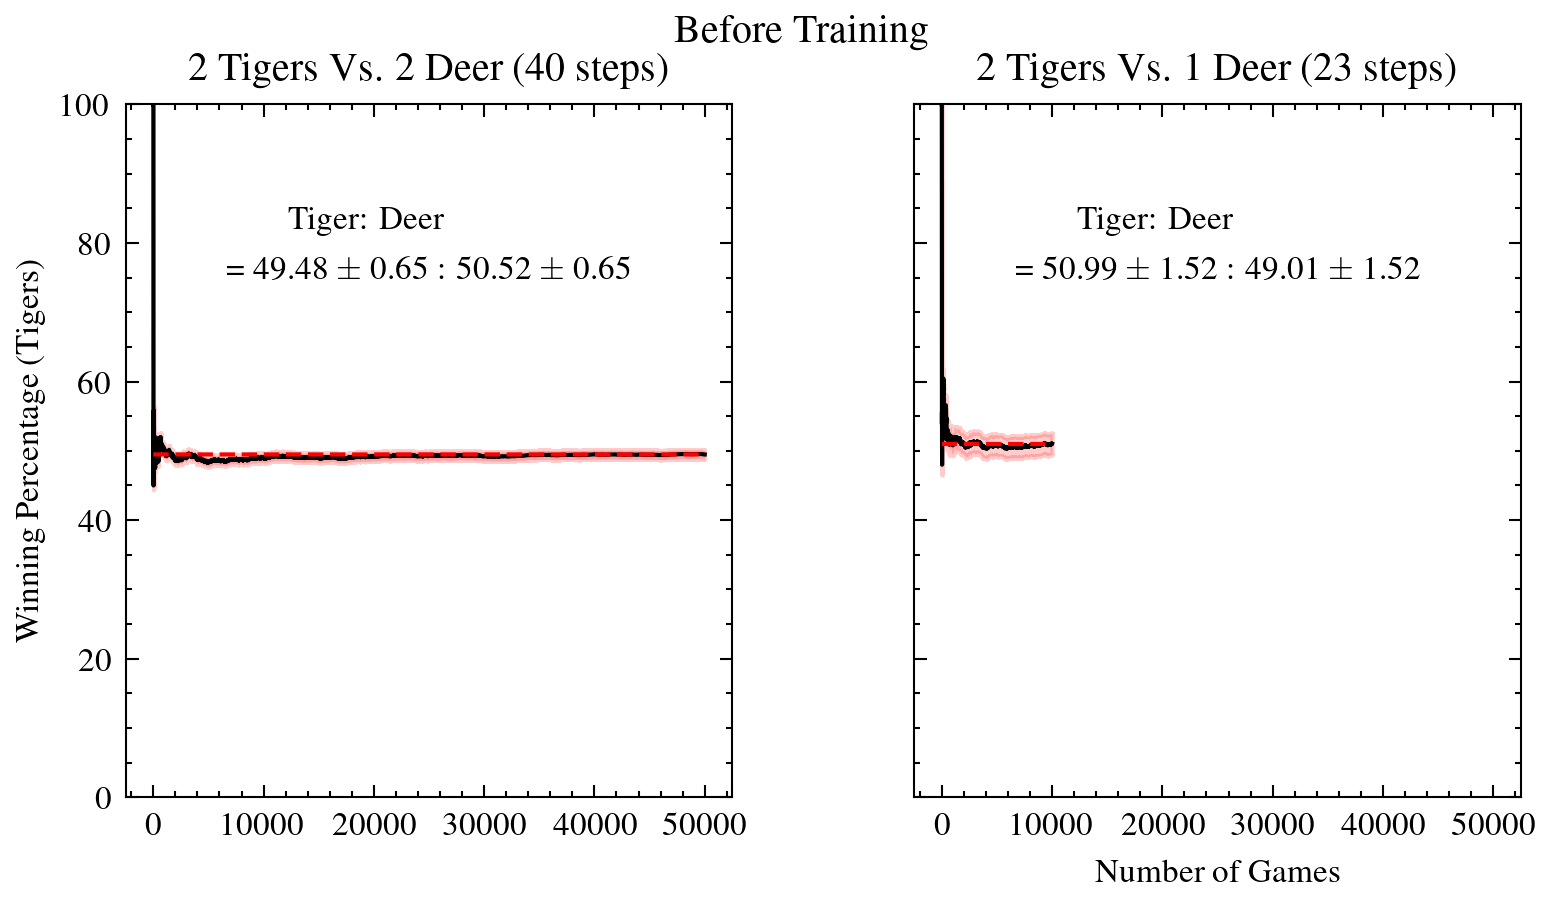 Before Training
2 Tigers Vs. 2 Deer (40 steps)
2 Tigers Vs. 1 Deer (23 steps)
Winning Percentage (Tigers)
100
80
60
40
20
0
Tiger: Deer
= 49.48 ± 0.65 : 50.52 ± 0.65
0 10000 20000 30000 40000 50000
Tiger: Deer
= 50.99 ± 1.52 : 49.01 ± 1.52
0 10000 20000 30000 40000 50000
Number of Games